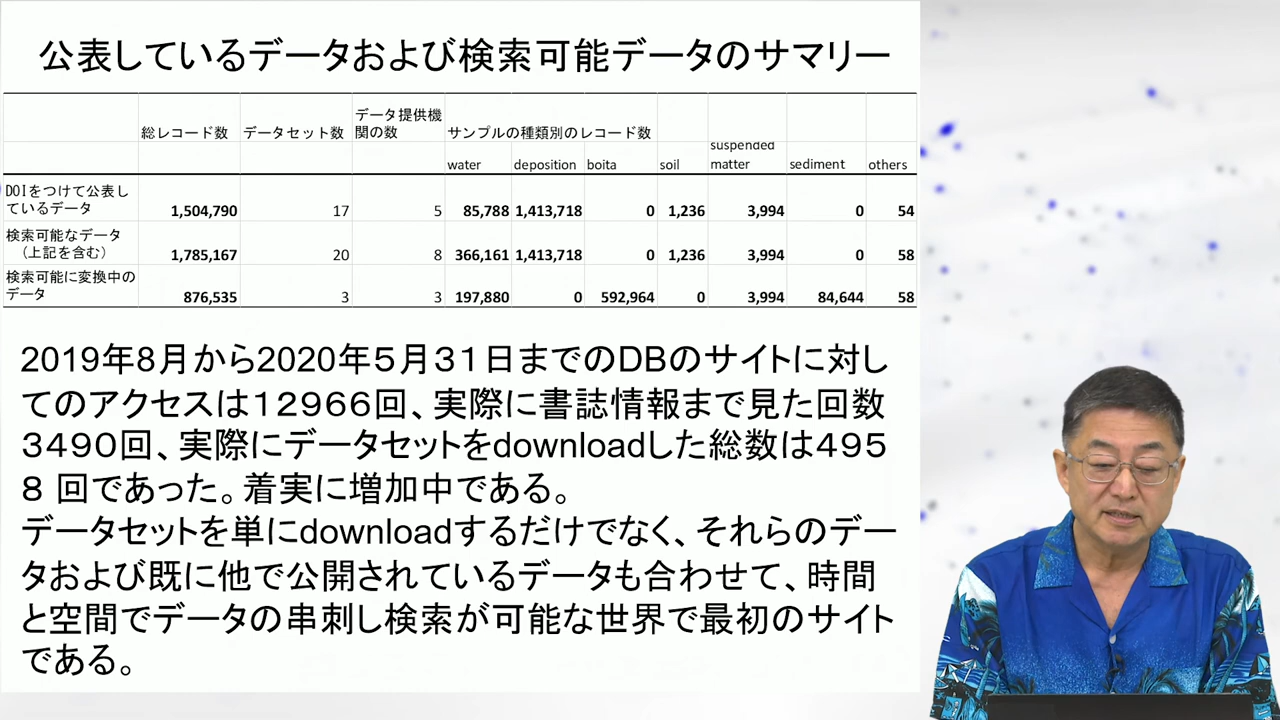 公表しているデータおよび検索可能データのサマリー
総レコード数 データセット数 データ提供機関の数 サンプルの種類別のレコード数
water deposition boita soil suspended matter sediment others
DOIをつけて公表しているデータ 1,504,790 17 5 85,788 1,413,718 0 1,236 3,994 0 54
検索可能なデータ（上記を含む） 1,785,167 20 8 366,161 1,413,718 0 1,236 3,994 0 58
検索可能に変換中のデータ 876,535 3 3 197,880 0 592,964 0 3,994 84,644 58
2019年8月から2020年５月３１日までのDBのサイトに対し
てのアクセスは１２９６６回、実際に書誌情報まで見た回数
３４９０回、実際にデータセットをdownloadした総数は４９５
８ 回であった。着実に増加中である。
データセットを単にdownloadするだけでなく、それらのデー
タおよび既に他で公開されているデータも合わせて、時間
と空間でデータの串刺し検索が可能な世界で最初のサイト
である。